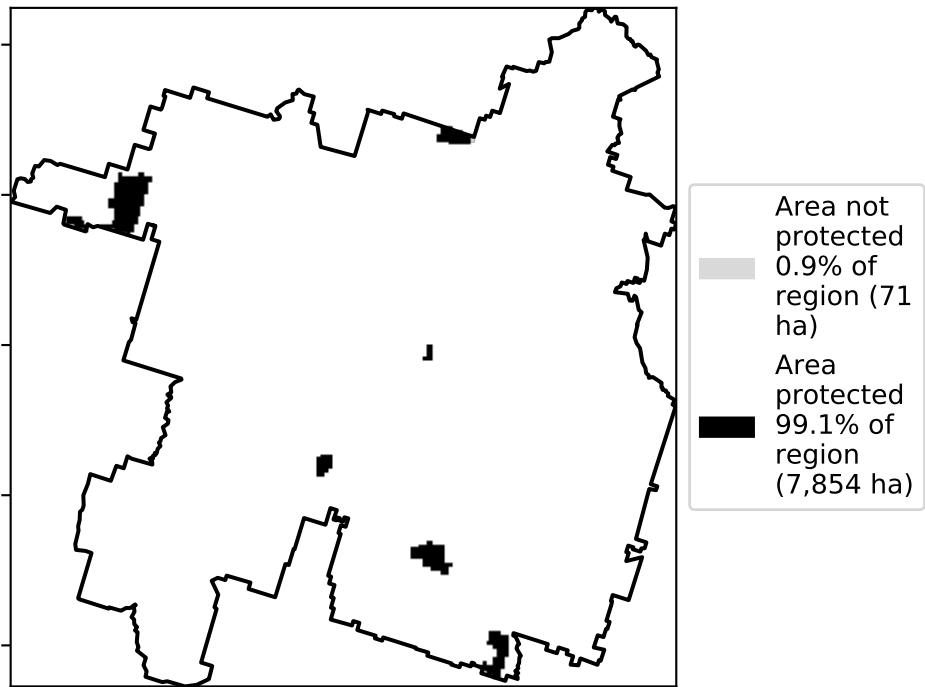 Area not
protected
0.9% of
region (71
ha)
Area
protected
99.1% of
region
(7,854 ha)